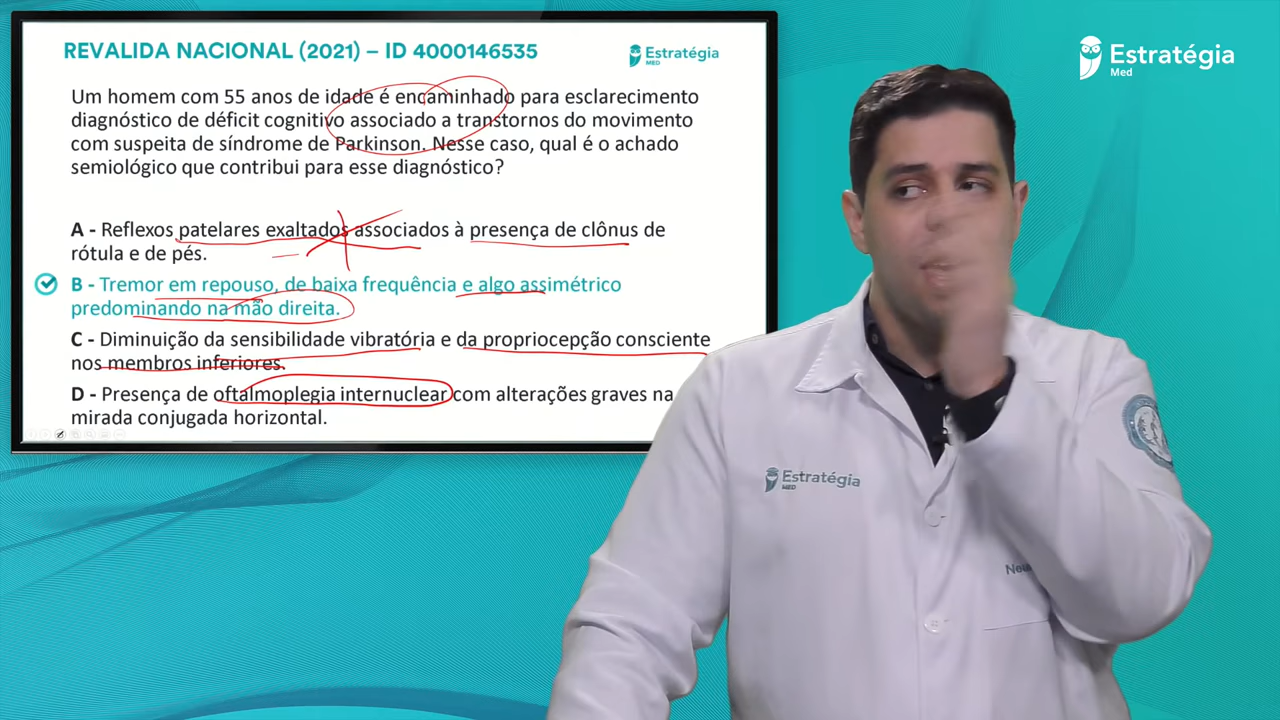 REVALIDA NACIONAL (2021) – ID 4000146535
Estratégia
MED
Um homem com 55 anos de idade é encaminhado para esclarecimento
diagnóstico de déficit cognitivo associado a transtornos do movimento
com suspeita de síndrome de Parkinson. Nesse caso, qual é o achado
semiológico que contribui para esse diagnóstico?
A - Reflexos patelares exaltados associados à presença de clônus de
rótula e de pés.
B - Tremor em repouso, de baixa frequência e algo assimétrico
predominando na mão direita.
C - Diminuição da sensibilidade vibratória e da propriocepção consciente
nos membros inferiores.
D - Presença de oftalmoplegia internuclear com alterações graves na
mirada conjugada horizontal.
Estratégia
Med
Estratégia
MED